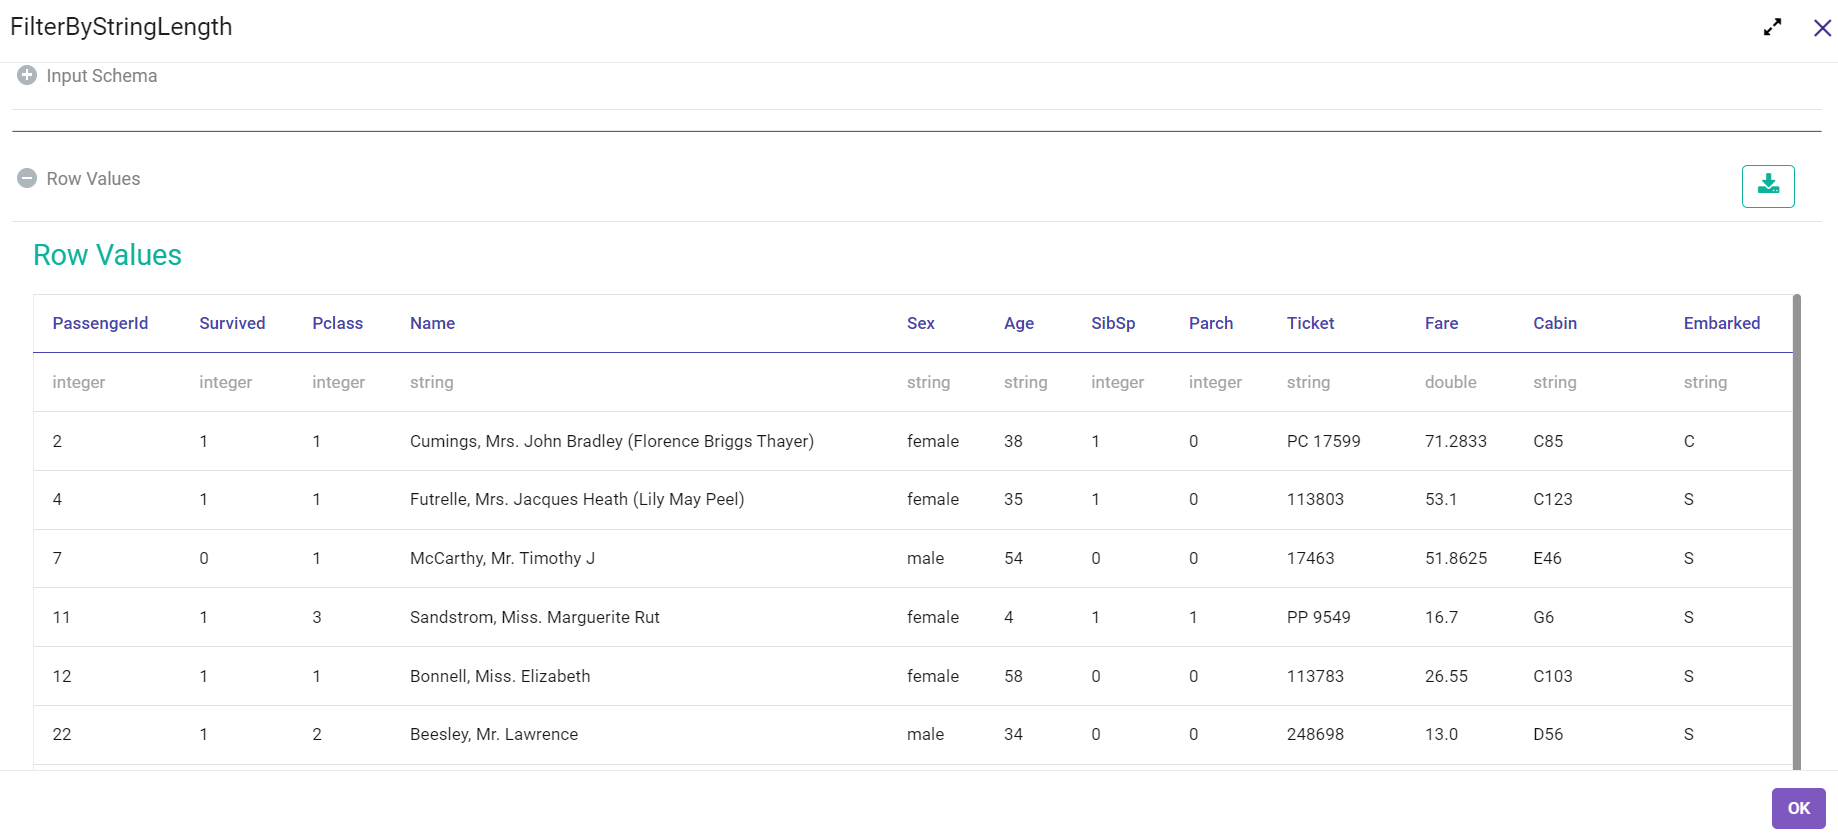 FilterByStringLength
Input Schema
Row Values
Row Values
PassengerId Survived Pclass Name Sex Age SibSp Parch Ticket Fare Cabin Embarked
integer integer integer string string string integer integer string double string string
2 1 1 Cumings, Mrs. John Bradley (Florence Briggs Thayer) female 38 1 0 PC 17599 71.2833 C85 C
4 1 1 Futrelle, Mrs. Jacques Heath (Lily May Peel) female 35 1 0 113803 53.1 C123 S
7 0 1 McCarthy, Mr. Timothy J male 54 0 0 17463 51.8625 E46 S
11 1 3 Sandstrom, Miss. Marguerite Rut female 4 1 1 PP 9549 16.7 G6 S
12 1 1 Bonnell, Miss. Elizabeth female 58 0 0 113783 26.55 C103 S
22 1 2 Beesley, Mr. Lawrence male 34 0 0 248698 13.0 D56 S
OK